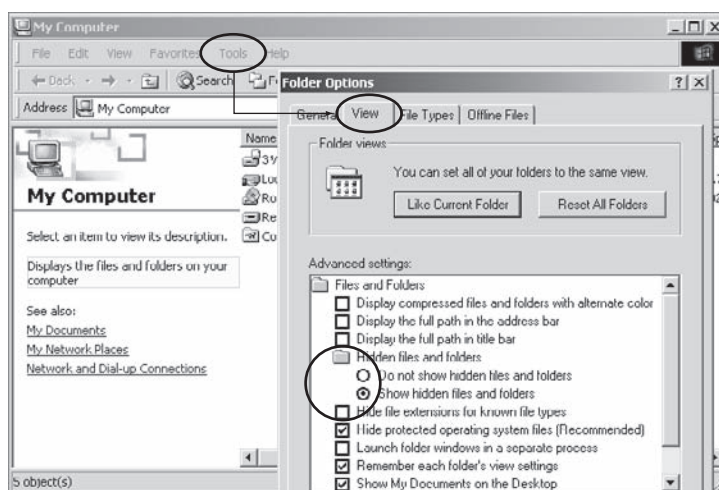 My Computer
File Edit View Favorites Tools Help
Back Search
Address My Computer
Name
My Computer
Select an item to view its description.
Displays the files and folders on your
computer
See also:
My Documents
My Network Places
Network and Dial-up Connections
5 object(s)
Folder Options
General View File Types Offline Files
Folder views
You can set all of your folders to the same view.
Like Current Folder Reset All Folders
Advanced settings:
Files and Folders
Display compressed files and folders with alternate color
Display the full path in the address bar
Display the full path in title bar
Hidden files and folders
Do not show hidden files and folders
Show hidden files and folders
Hide file extensions for known file types
Hide protected operating system files (Recommended)
Launch folder windows in a separate process
Remember each folder's view settings
Show My Documents on the Desktop